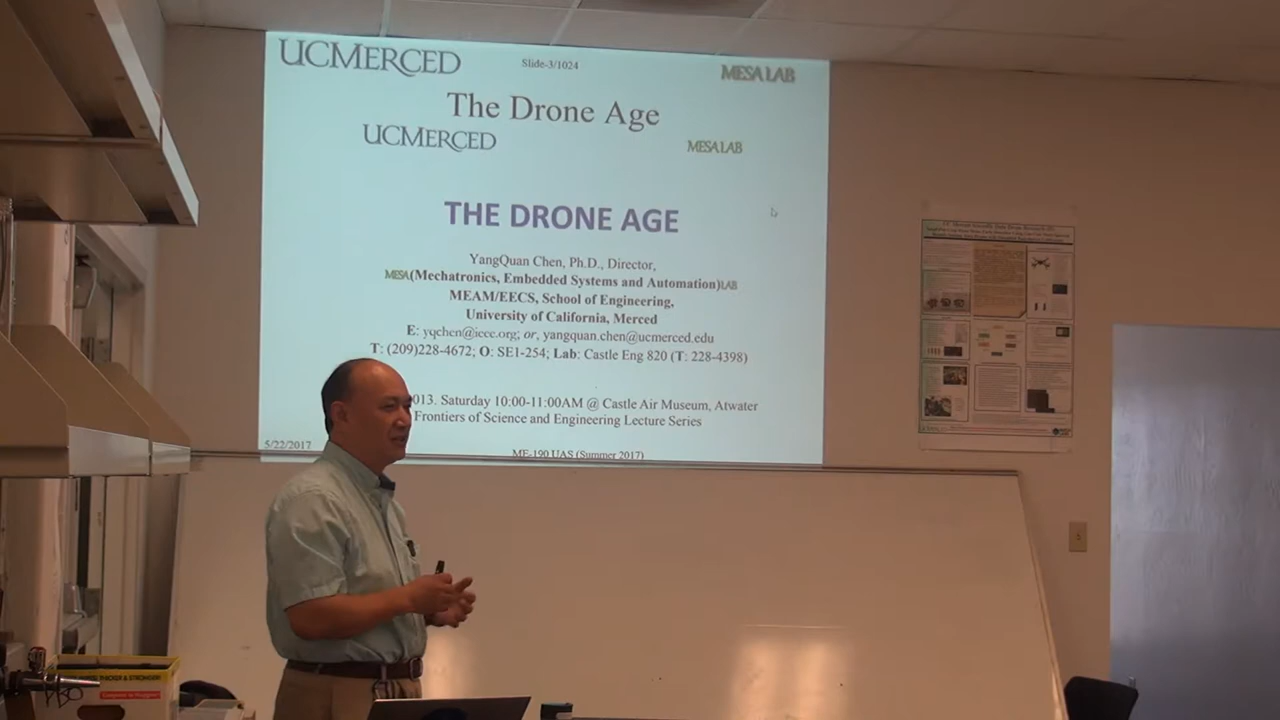 UCMERCED
Slide-3/1024
MESA LAB
The Drone Age
UCMERCED
MESA LAB
THE DRONE AGE
YangQuan Chen, Ph.D., Director,
MESA(Mechatronics, Embedded Systems and Automation)LAB
MEAM/EECS, School of Engineering,
University of California, Merced
E: yqchen@ieee.org; or, yangquan.chen@ucmerced.edu
T: (209)228-4672; O: SE1-254; Lab: Castle Eng 820 (T: 228-4398)
013. Saturday 10:00-11:00AM @ Castle Air Museum, Atwater
Frontiers of Science and Engineering Lecture Series
5/22/2017
ME-190 UAS (Summer 2017)